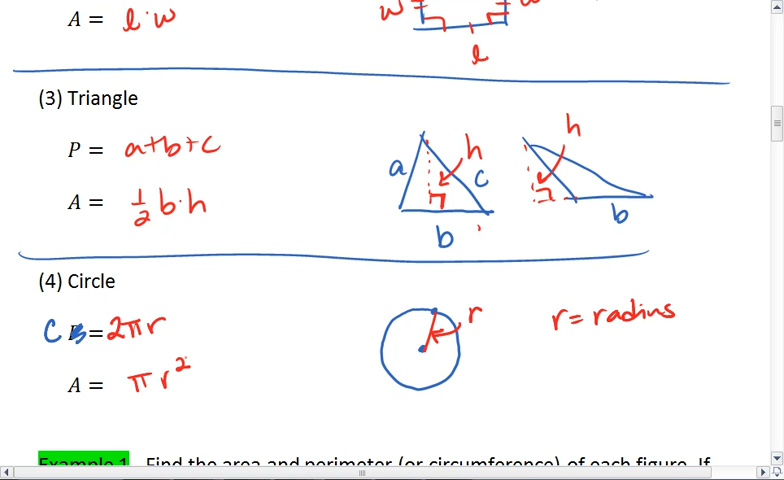 A = l·w
w
w
l
(3) Triangle
P = a+b+c
A = 1/2 b·h
a
h
c
b
h
b
(4) Circle
C = 2πr
r
r = radius
A = πr²
Example 1 Find the area and perimeter (or circumference) of each figure. If